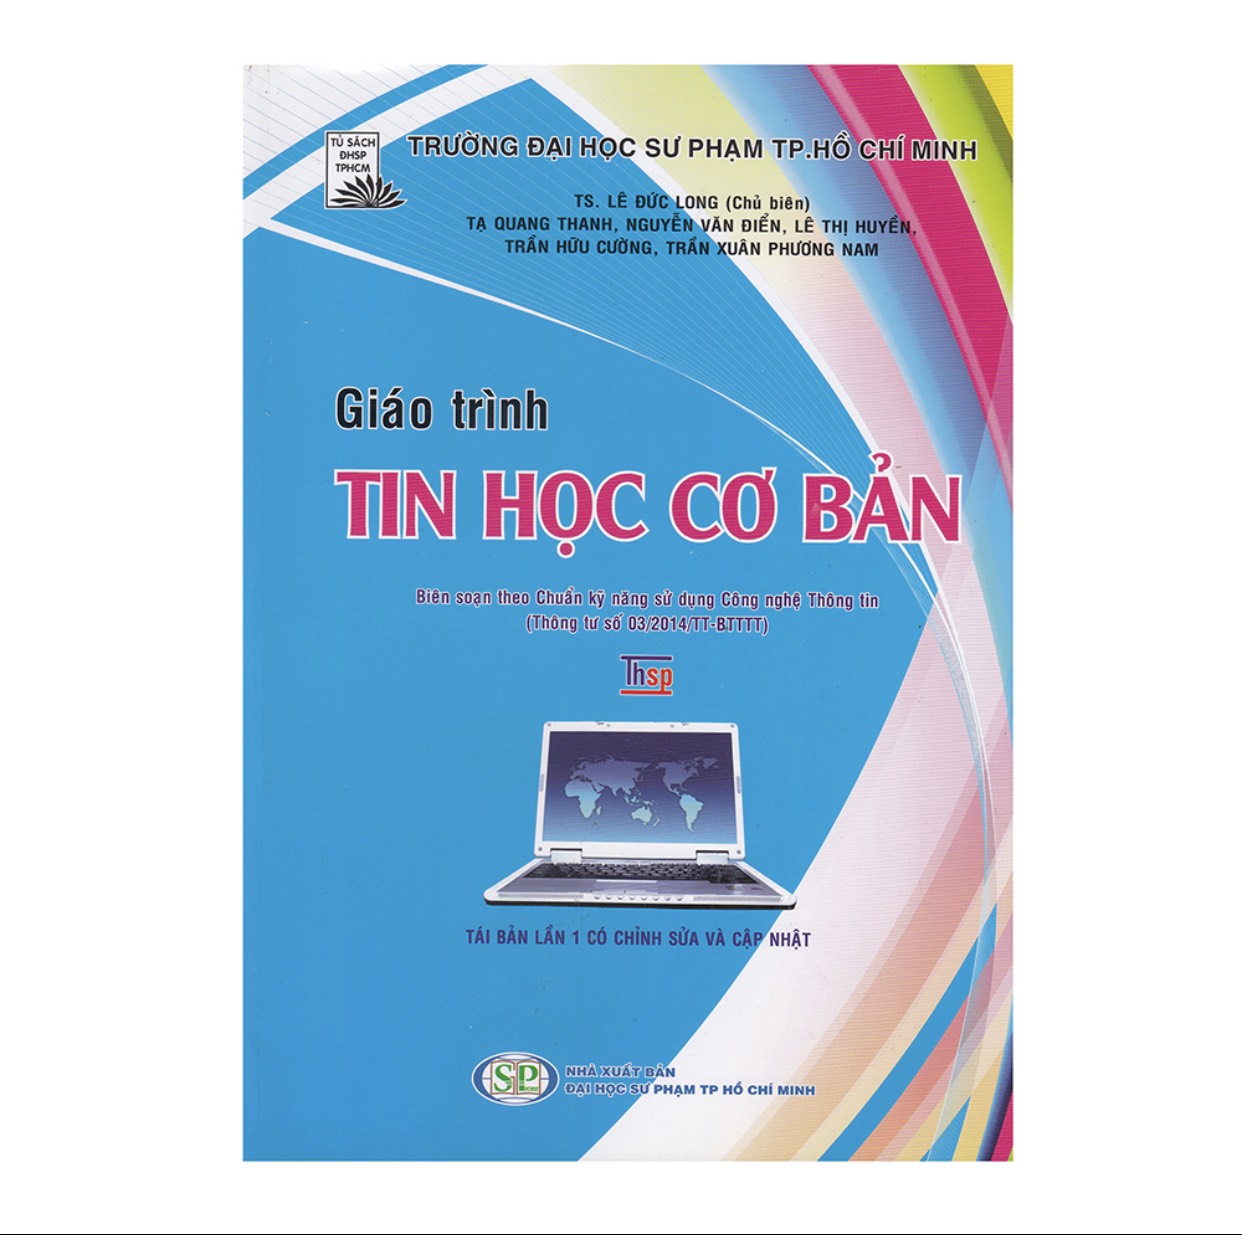 TỦ SÁCH
ĐHSP
TPHCM
TRƯỜNG ĐẠI HỌC SƯ PHẠM TP.HỒ CHÍ MINH
TS. LÊ ĐỨC LONG (Chủ biên)
TẠ QUANG THANH, NGUYỄN VĂN ĐIỂN, LÊ THỊ HUYỀN,
TRẦN HỮU CƯỜNG, TRẦN XUÂN PHƯƠNG NAM
Giáo trình
TIN HỌC CƠ BẢN
Biên soạn theo Chuẩn kỹ năng sử dụng Công nghệ Thông tin
(Thông tư số 03/2014/TT-BTTTT)
Thsp
TÁI BẢN LẦN 1 CÓ CHỈNH SỬA VÀ CẬP NHẬT
SP
NHÀ XUẤT BẢN
ĐẠI HỌC SƯ PHẠM TP HỒ CHÍ MINH